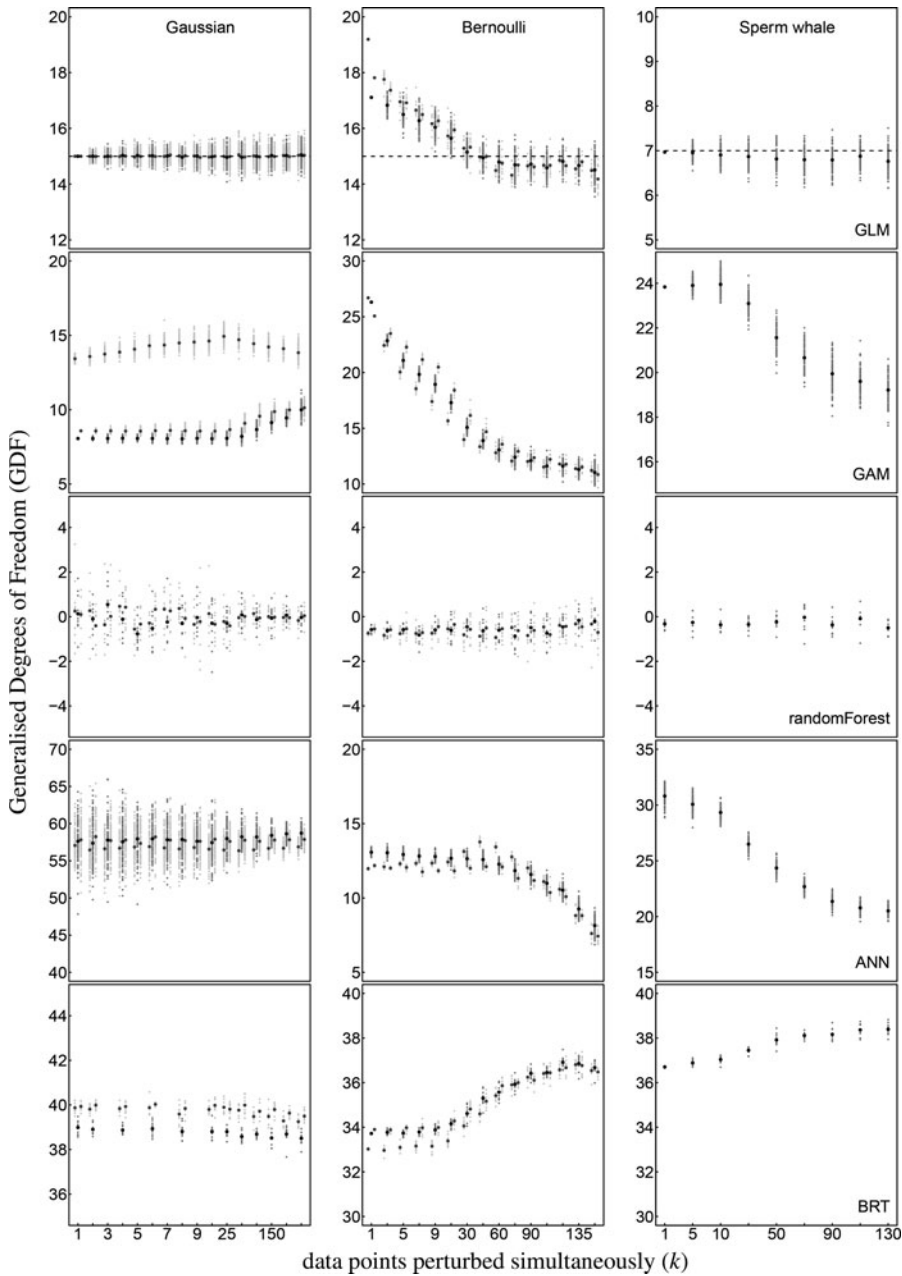 Gaussian Bernoulli Sperm whale
20 20 10
18 18 9
16 16 8
14 14 7
12 12 6
5
GLM
20 30 24
15 25 22
10 20 20
5 15 18
10 16
GAM
4 4 4
2 2 2
0 0 0
−2 −2 −2
−4 −4 −4
randomForest
70 20 35
65 15 30
60 10 25
55 5 20
50 15
45
40
ANN
44 40 40
42 38 38
40 36 36
38 34 34
36 32 32
30 30
BRT
1 3 5 7 9 25 150 1 5 9 30 60 90 135 1 5 10 30 50 70 90 110 130
Generalised Degrees of Freedom (GDF)
data points perturbed simultaneously (k)